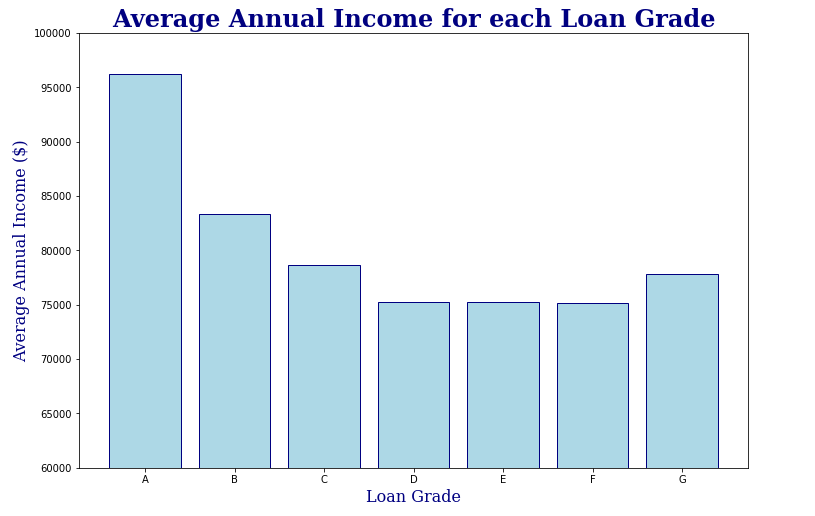 Average Annual Income for each Loan Grade
Average Annual Income ($)
100000
95000
90000
85000
80000
75000
70000
65000
60000
A B C D E F G
Loan Grade